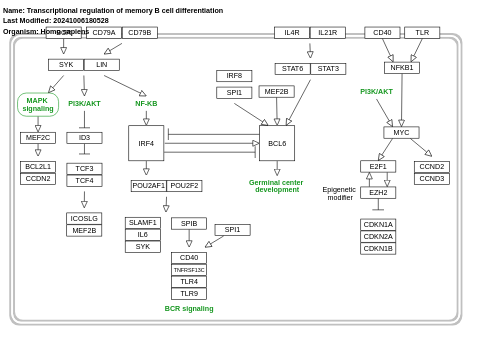 Name: Transcriptional regulation of memory B cell differentiation
Last Modified: 20241006180528
Organism: Homo sapiens
CD79A CD79B
IL4R IL21R
CD40 TLR
SYK LIN
STAT6 STAT3
NFKB1
IRF8
SPI1
MEF2B
MAPK
signaling
PI3K/AKT
NF-KB
PI3K/AKT
MEF2C
ID3
IRF4
BCL6
MYC
BCL2L1
CCDN2
TCF3
TCF4
E2F1
CCND2
CCND3
POU2AF1 POU2F2
Germinal center
development
Epigenetic
modifier
EZH2
ICOSLG
MEF2B
SLAMF1
IL6
SYK
SPIB
SPI1
CDKN1A
CDKN2A
CDKN1B
CD40
TNFRSF13C
TLR4
TLR9
BCR signaling